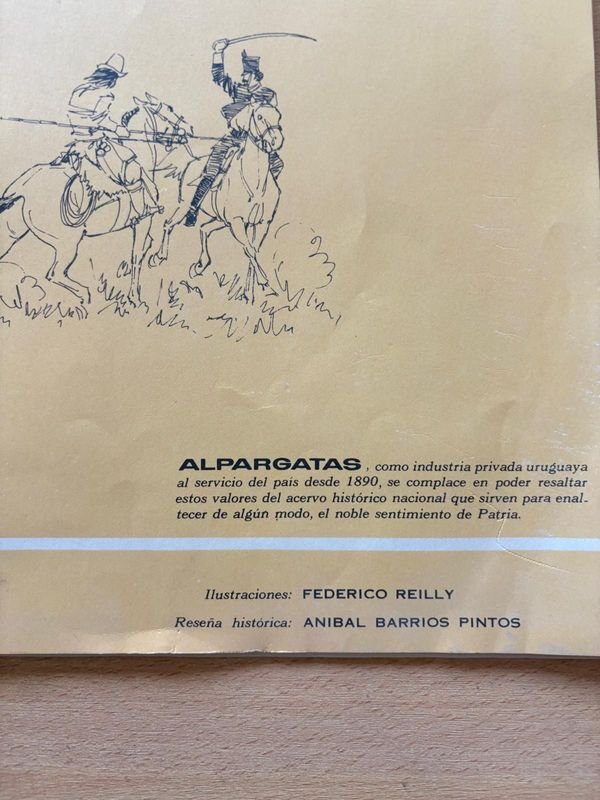 ALPARGATAS, como industria privada uruguaya
al servicio del país desde 1890, se complace en poder resaltar
estos valores del acervo histórico nacional que sirven para enal-
tecer de algún modo, el noble sentimiento de Patria.
Ilustraciones: FEDERICO REILLY
Reseña histórica: ANIBAL BARRIOS PINTOS